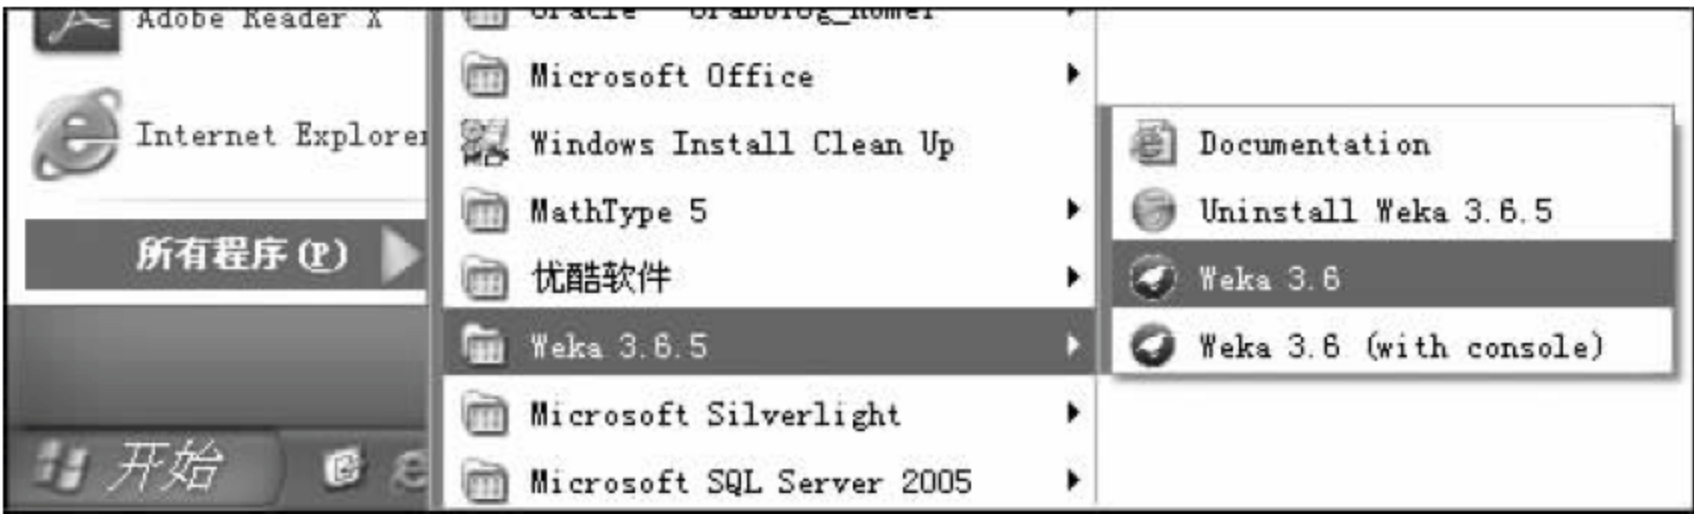 Adobe Reader X
Internet Explorer
所有程序(P)
开始
Microsoft Office
Windows Install Clean Up
MathType 5
优酷软件
Weka 3.6.5
Microsoft Silverlight
Microsoft SQL Server 2005
Documentation
Uninstall Weka 3.6.5
Weka 3.6
Weka 3.6 (with console)